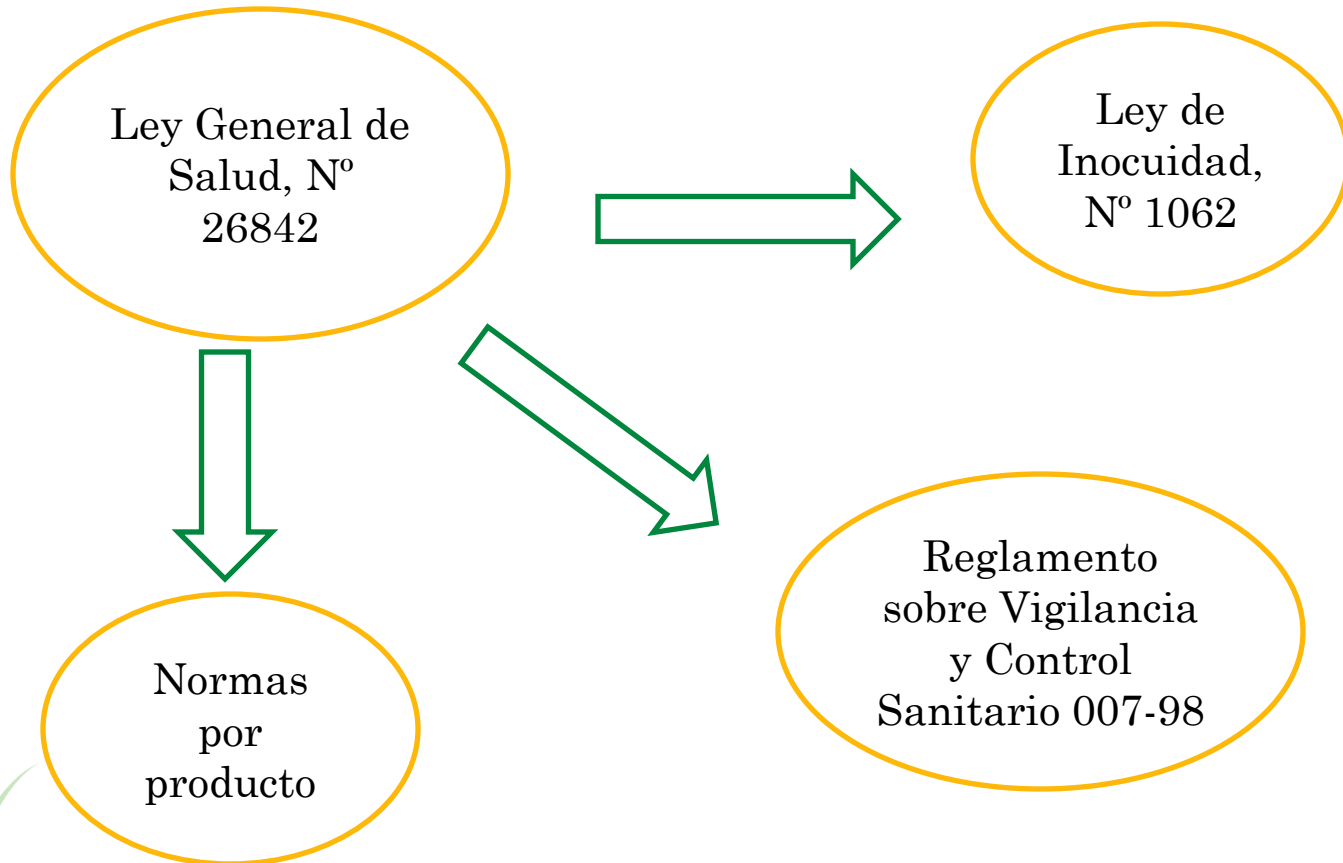 Ley General de
Salud, Nº
26842
Ley de
Inocuidad,
Nº 1062
Reglamento
sobre Vigilancia
y Control
Sanitario 007-98
Normas
por
producto